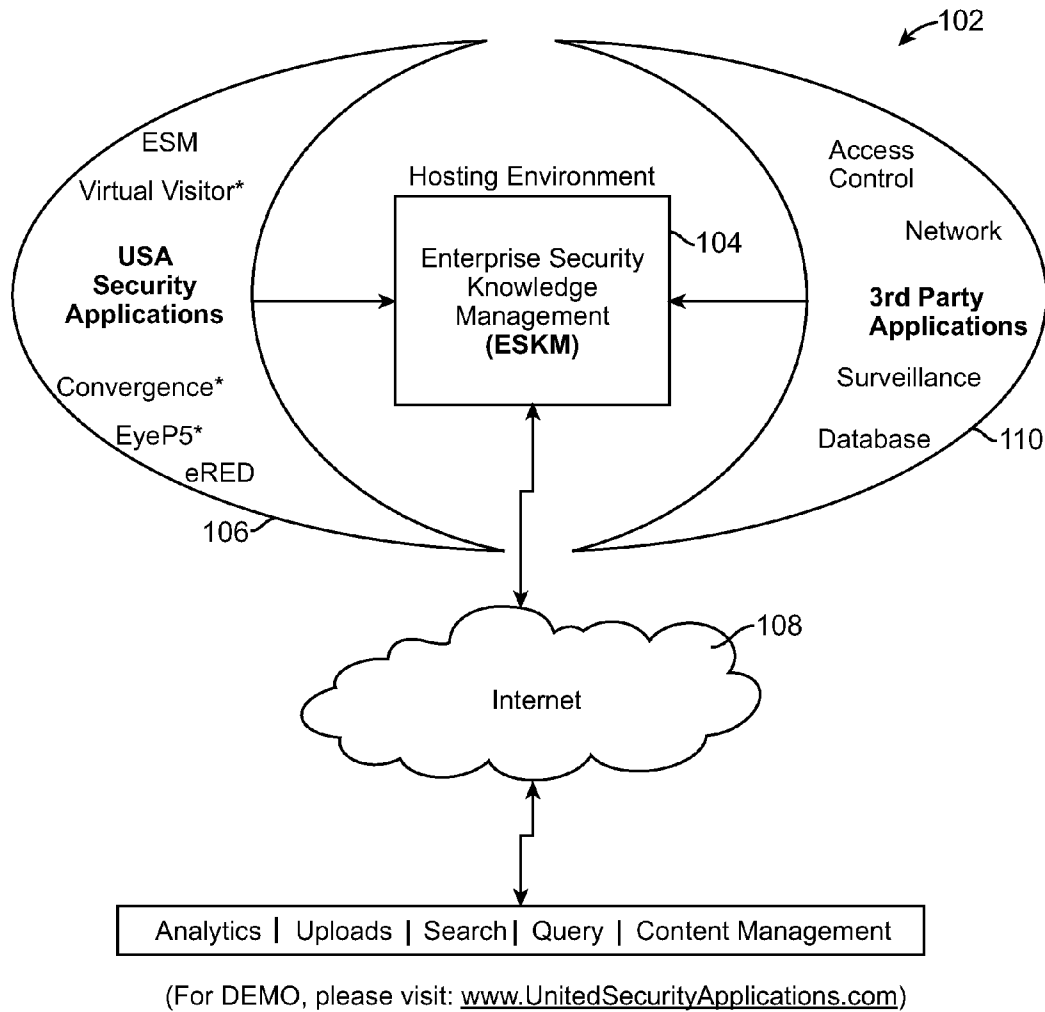 102
ESM
Virtual Visitor*
USA
Security
Applications
Convergence*
EyeP5*
eRED
106
Hosting Environment
104
Enterprise Security
Knowledge
Management
(ESKM)
Access
Control
Network
3rd Party
Applications
Surveillance
Database
110
108
Internet
Analytics | Uploads | Search | Query | Content Management
(For DEMO, please visit: www.UnitedSecurityApplications.com)